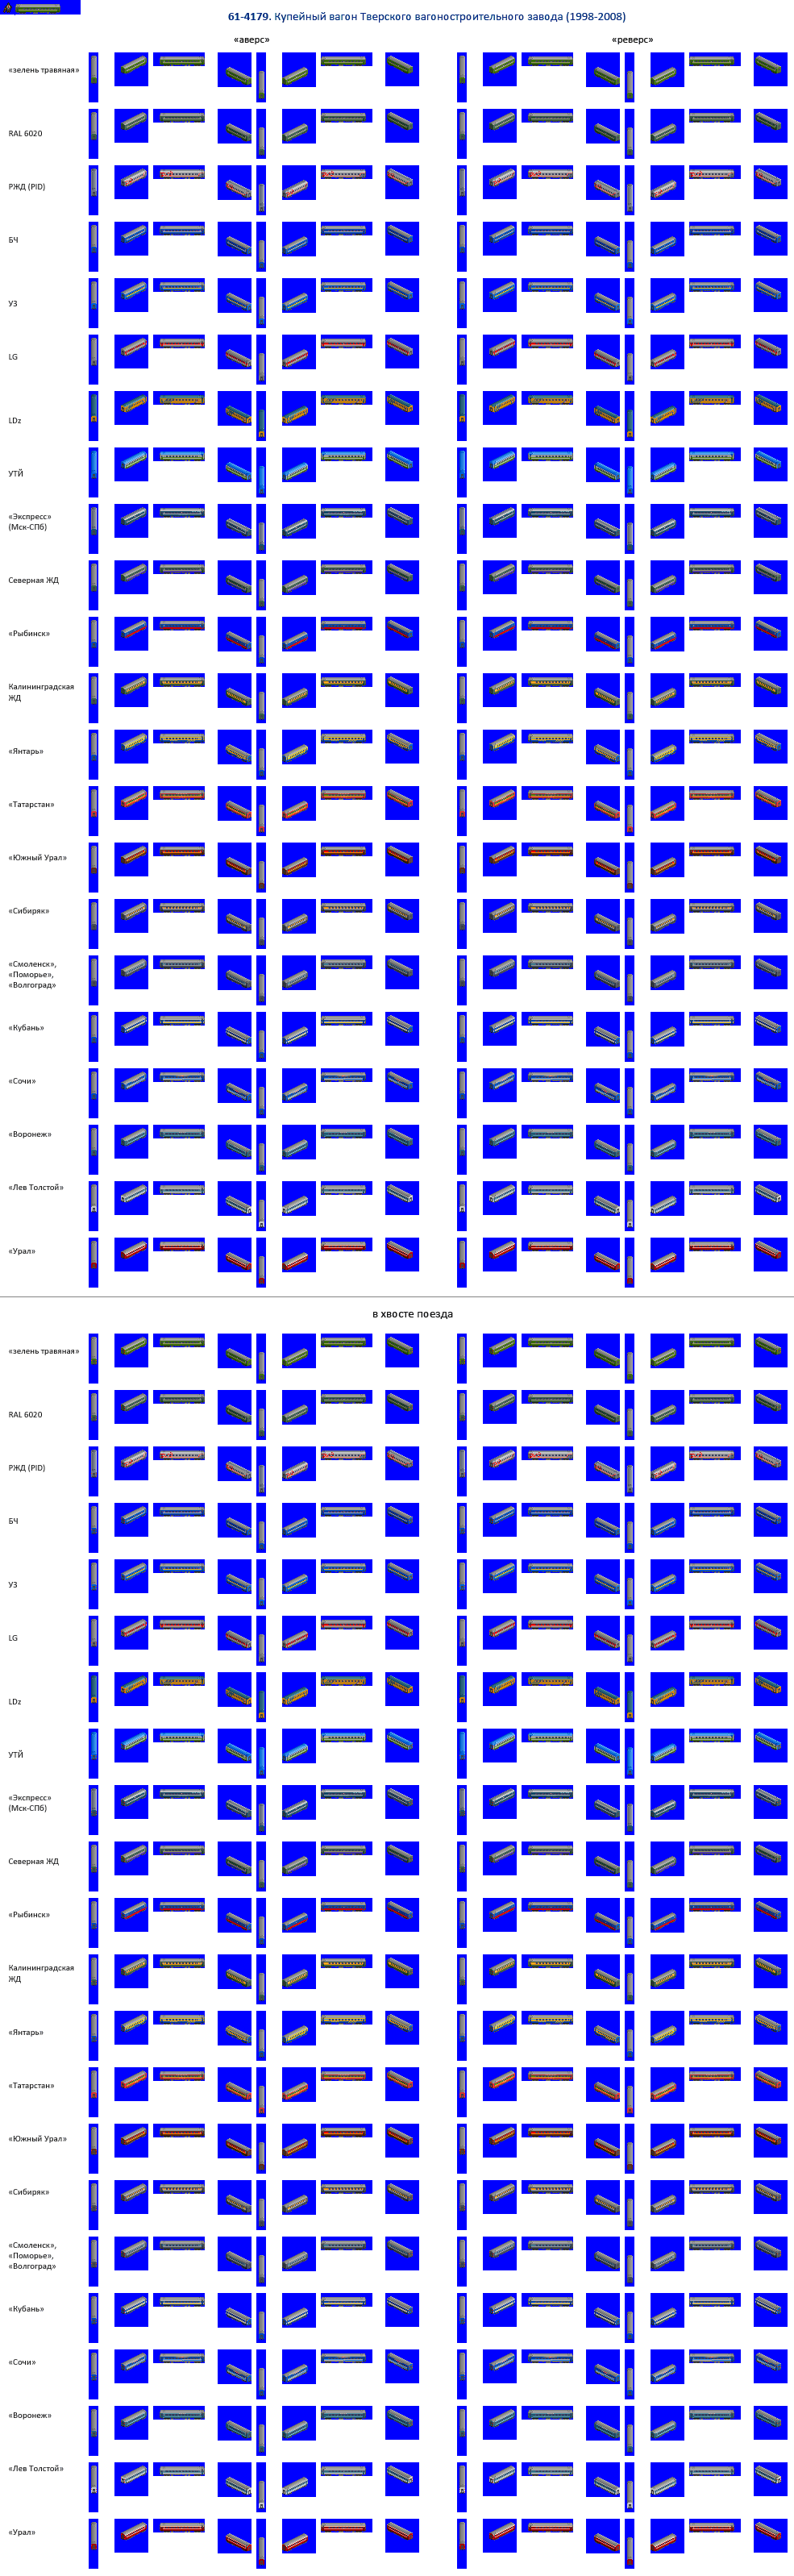 61-4179. Купейный вагон Тверского вагоностроительного завода (1998-2008)
«аверс» «реверс»
«зелень травяная»
RAL 6020
РЖД (PID)
БЧ
УЗ
LG
LDz
УТЙ
«Экспресс»
(Мск-СПб)
Северная ЖД
«Рыбинск»
Калининградская
ЖД
«Янтарь»
«Татарстан»
«Южный Урал»
«Сибиряк»
«Смоленск»,
«Поморье»,
«Волгоград»
«Кубань»
«Сочи»
«Воронеж»
«Лев Толстой»
«Урал»
в хвосте поезда
«зелень травяная»
RAL 6020
РЖД (PID)
БЧ
УЗ
LG
LDz
УТЙ
«Экспресс»
(Мск-СПб)
Северная ЖД
«Рыбинск»
Калининградская
ЖД
«Янтарь»
«Татарстан»
«Южный Урал»
«Сибиряк»
«Смоленск»,
«Поморье»,
«Волгоград»
«Кубань»
«Сочи»
«Воронеж»
«Лев Толстой»
«Урал»